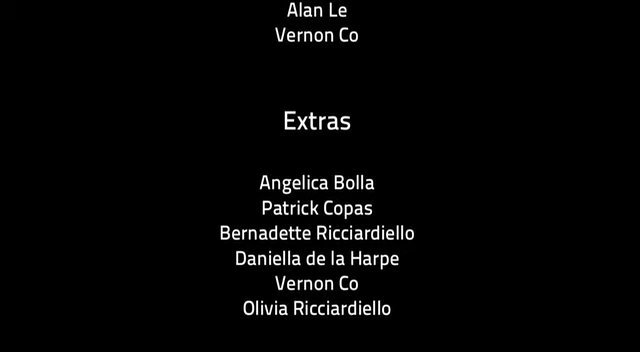 Alan Le
Vernon Co
Extras
Angelica Bolla
Patrick Copas
Bernadette Ricciardiello
Daniella de la Harpe
Vernon Co
Olivia Ricciardiello